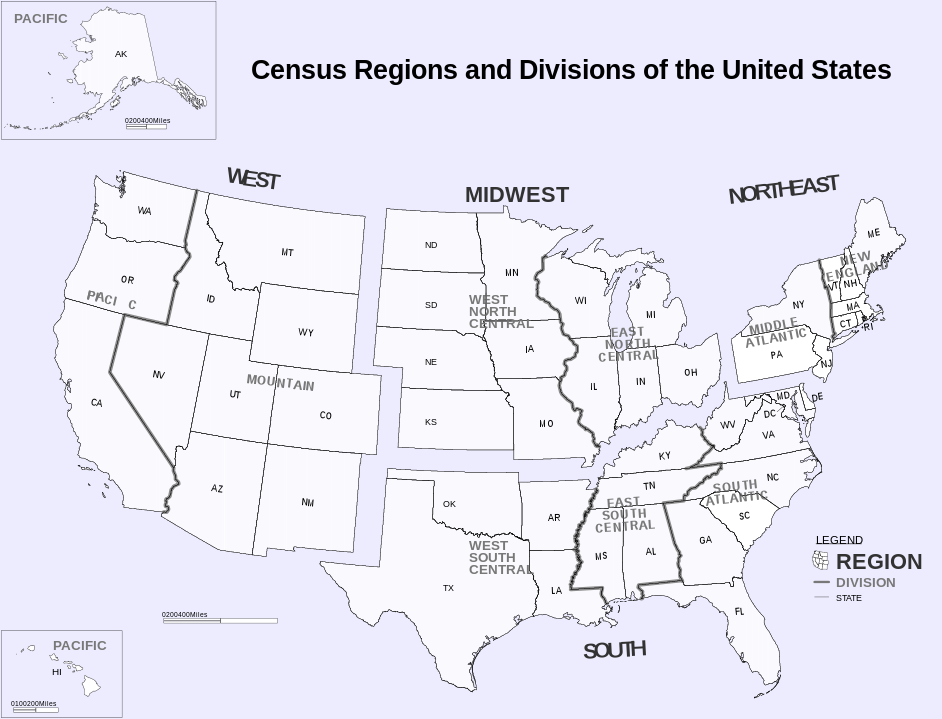 PACIFIC
AK
0200400Miles
Census Regions and Divisions of the United States
WEST
MIDWEST
NORTHEAST
WA
MT
ND
MN
ME
OR
ID
SD
WI
MI
NY
NEW
ENGLAND
VT
NH
MA
CT
RI
PACI C
WY
WEST
NORTH
CENTRAL
EAST
NORTH
CENTRAL
MIDDLE
ATLANTIC
NV
UT
MOUNTAIN
CO
NE
IA
IL
IN
OH
PA
NJ
CA
KS
MO
WV
MD
DE
DC
VA
KY
AZ
NM
OK
AR
TN
NC
SOUTH
ATLANTIC
SC
EAST
SOUTH
CENTRAL
MS
AL
GA
WEST
SOUTH
CENTRAL
TX
LA
FL
LEGEND
REGION
DIVISION
STATE
0200400Miles
SOUTH
PACIFIC
HI
0100200Miles